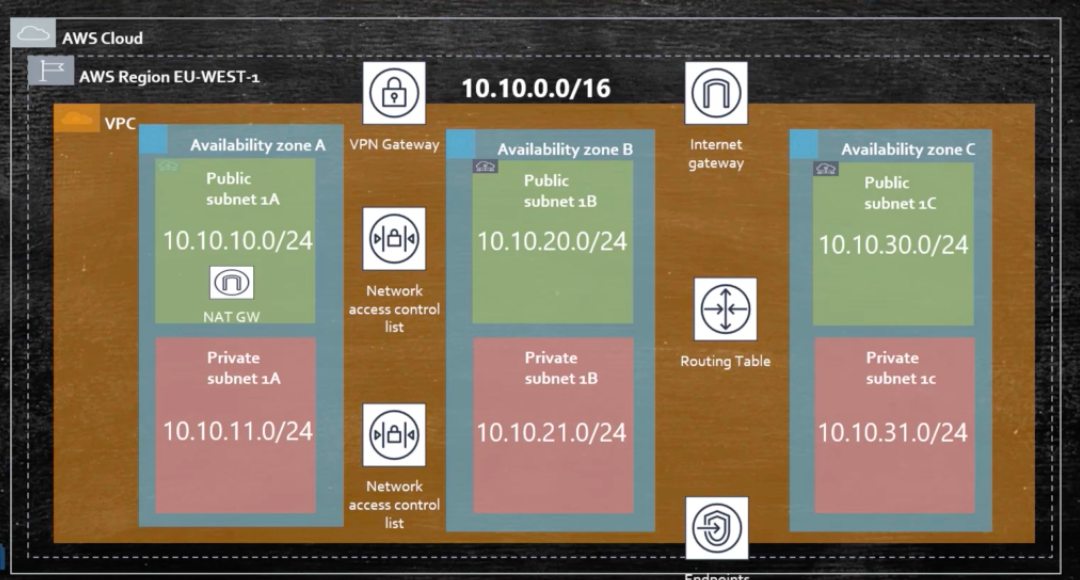 AWS Cloud
AWS Region EU-WEST-1
10.10.0.0/16
VPC
VPN Gateway
Internet
gateway
Availability zone A
Public
subnet 1A
10.10.10.0/24
NAT GW
Private
subnet 1A
10.10.11.0/24
Network
access control
list
Network
access control
list
Availability zone B
Public
subnet 1B
10.10.20.0/24
Private
subnet 1B
10.10.21.0/24
Routing Table
Endpoints
Availability zone C
Public
subnet 1C
10.10.30.0/24
Private
subnet 1c
10.10.31.0/24